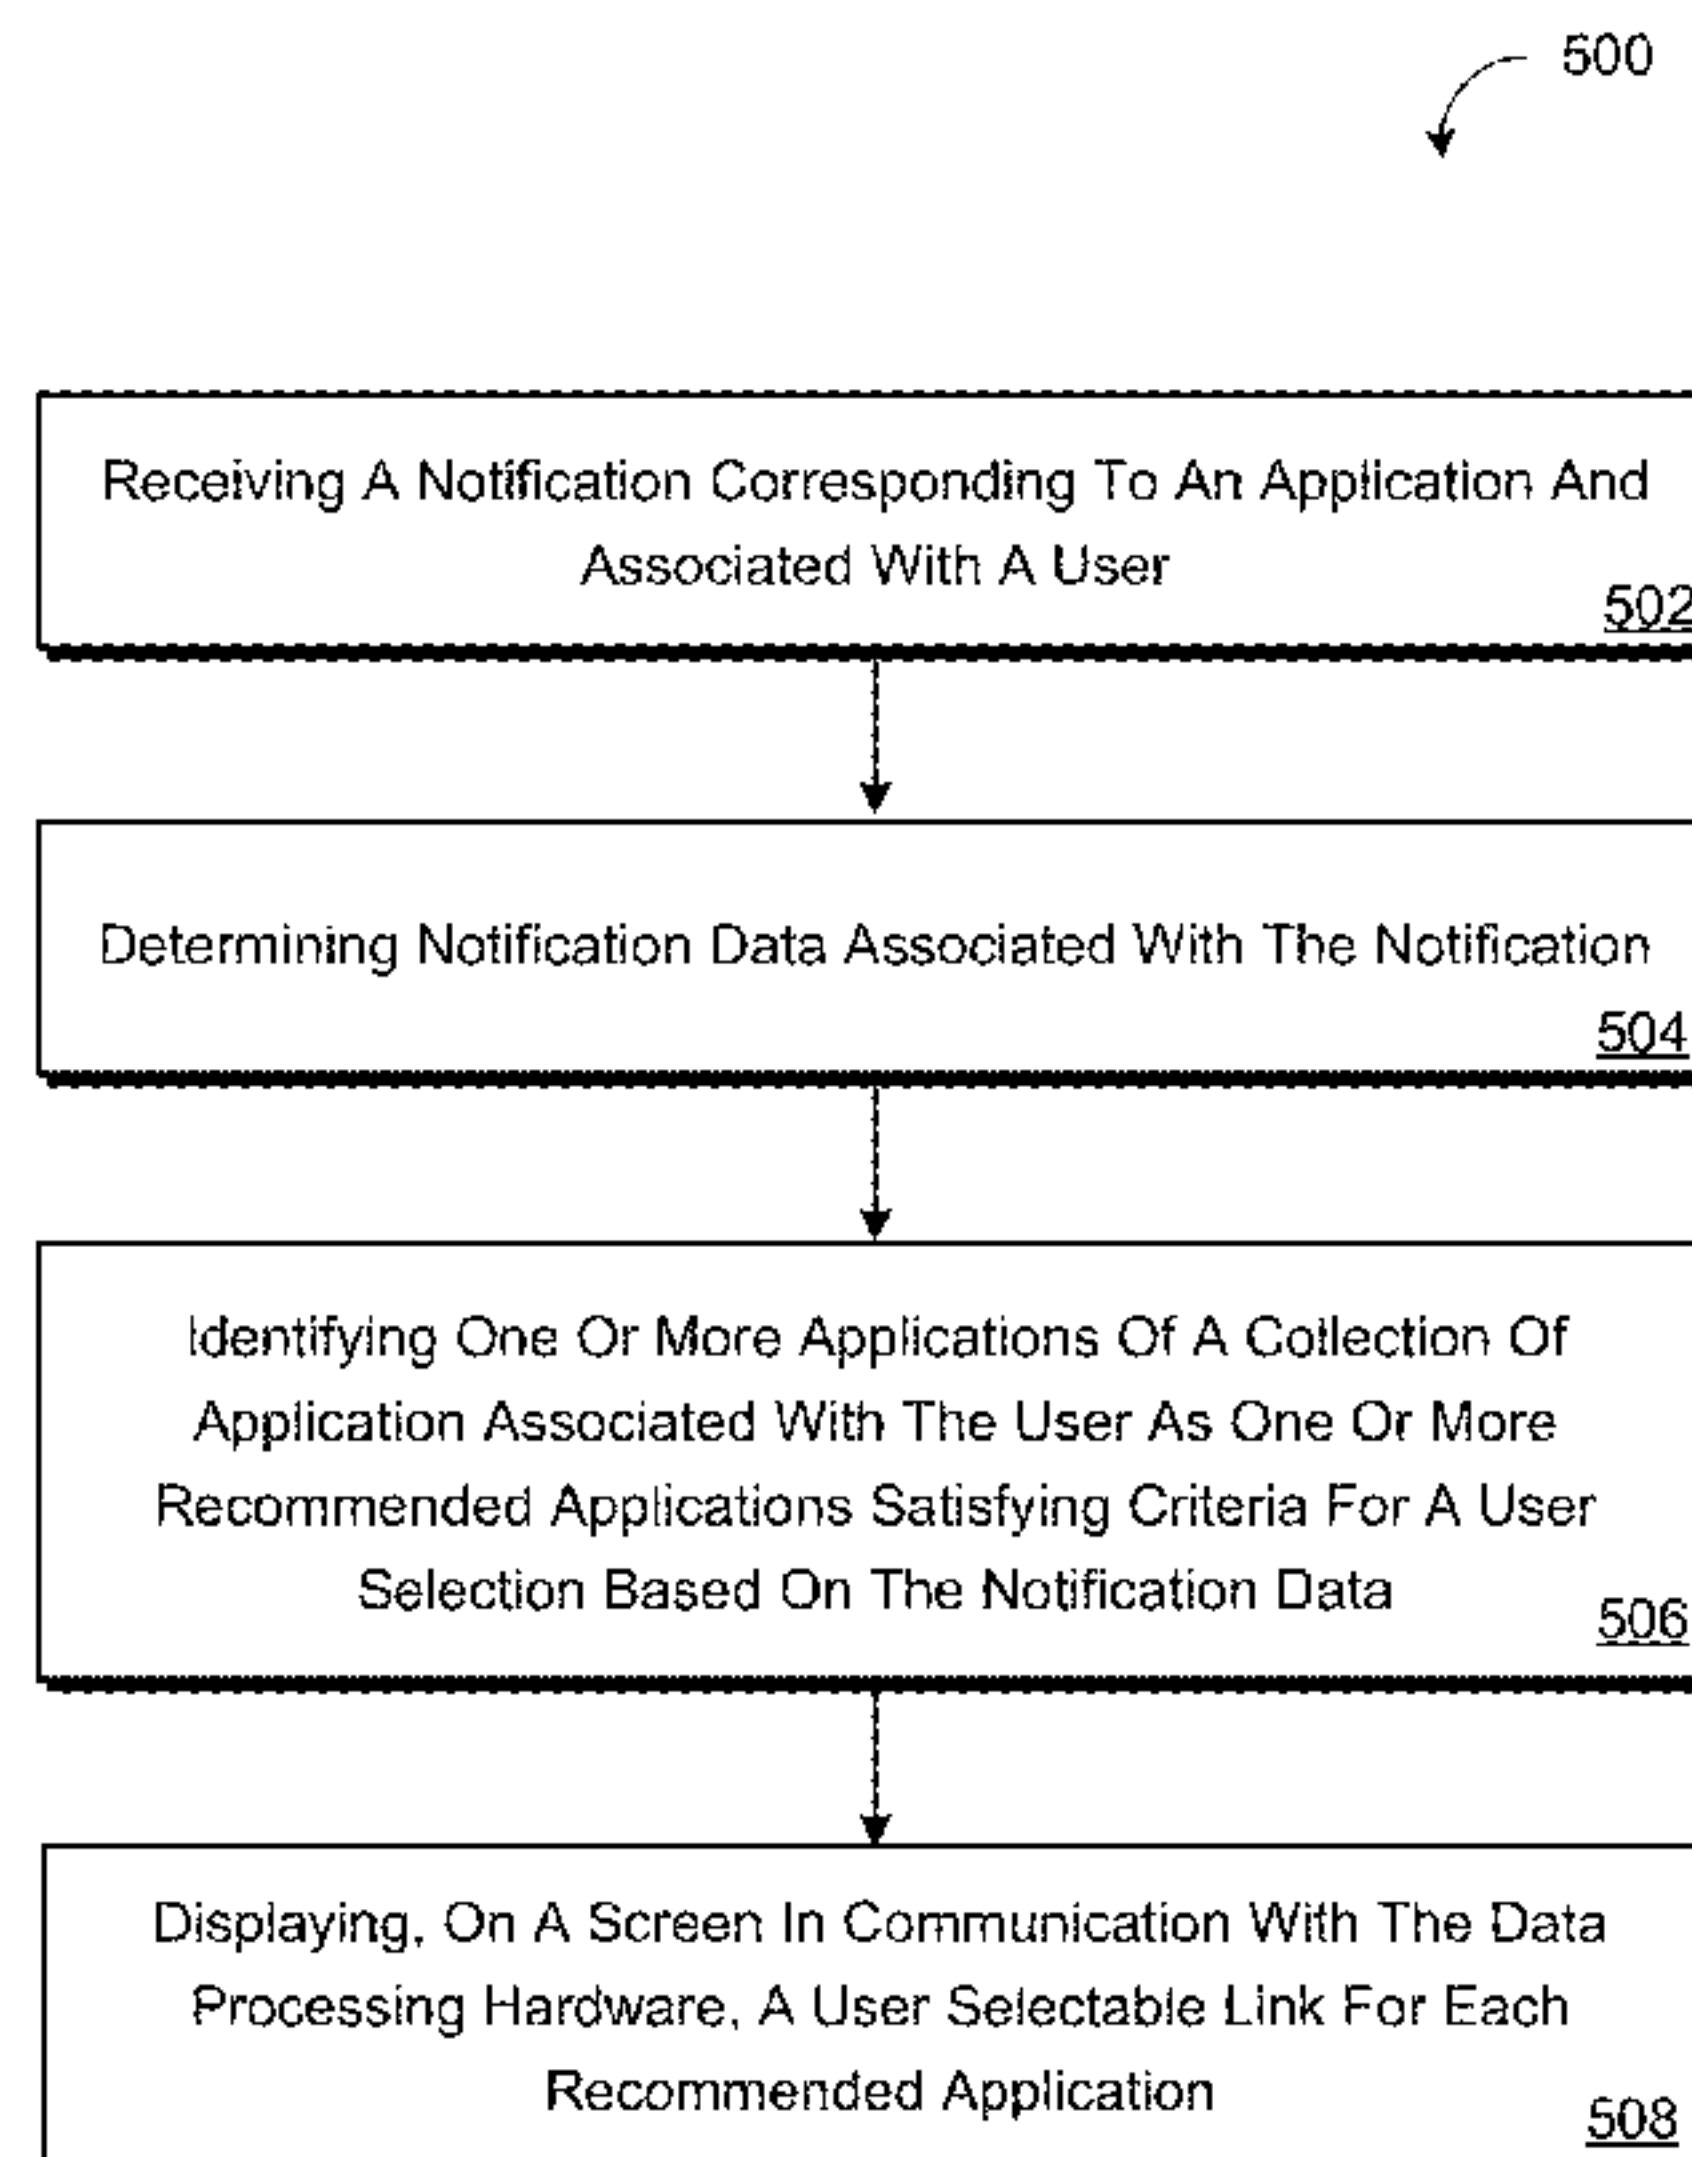 500
Receiving A Notification Corresponding To An Application And
Associated With A User
502
Determining Notification Data Associated With The Notification
504
Identifying One Or More Applications Of A Collection Of
Application Associated With The User As One Or More
Recommended Applications Satisfying Criteria For A User
Selection Based On The Notification Data
506
Displaying, On A Screen In Communication With The Data
Processing Hardware, A User Selectable Link For Each
Recommended Application
508